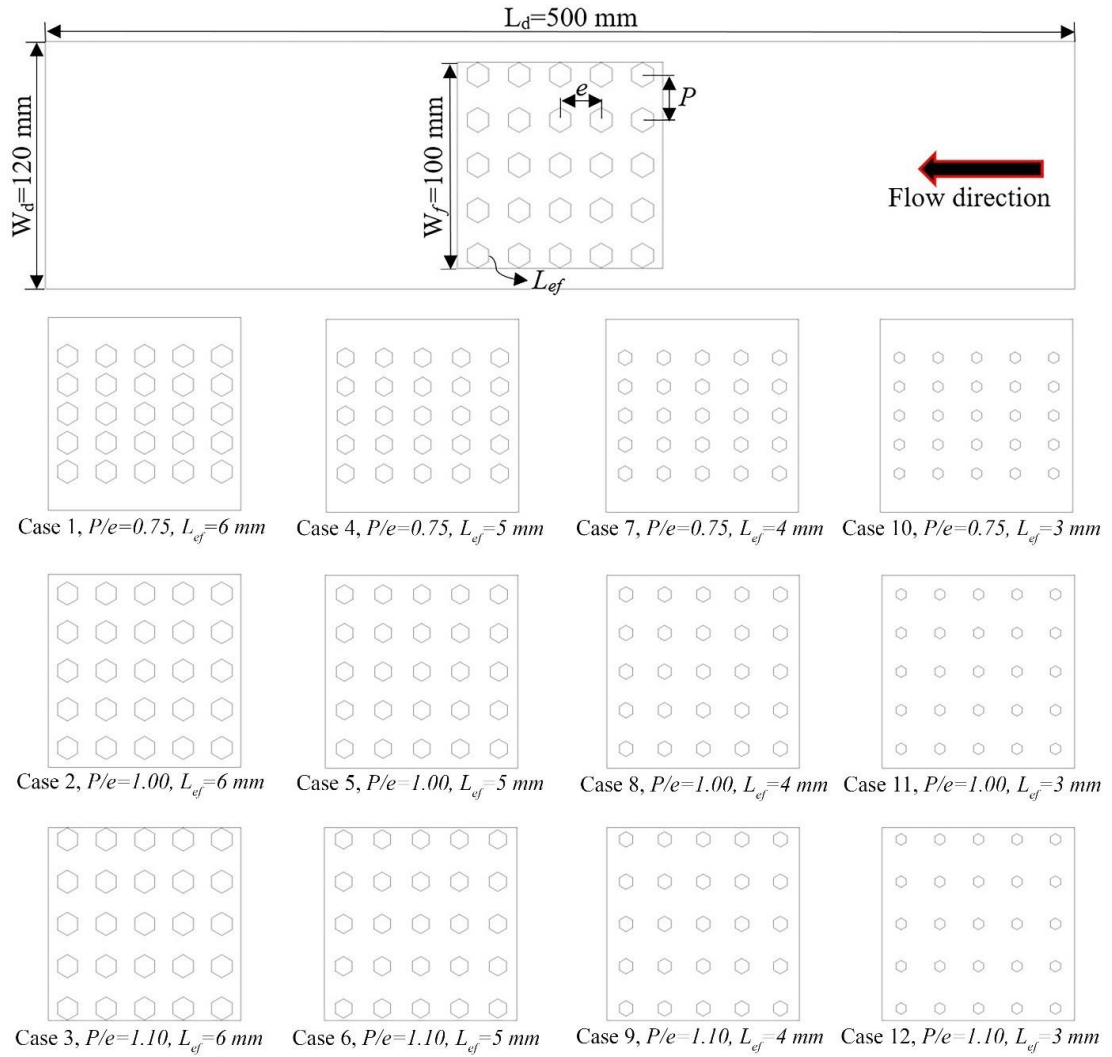 L_d=500 mm
W_d=120 mm
W_f=100 mm
e
P
Flow direction
L_ef
Case 1, P/e=0.75, L_ef=6 mm
Case 4, P/e=0.75, L_ef=5 mm
Case 7, P/e=0.75, L_ef=4 mm
Case 10, P/e=0.75, L_ef=3 mm
Case 2, P/e=1.00, L_ef=6 mm
Case 5, P/e=1.00, L_ef=5 mm
Case 8, P/e=1.00, L_ef=4 mm
Case 11, P/e=1.00, L_ef=3 mm
Case 3, P/e=1.10, L_ef=6 mm
Case 6, P/e=1.10, L_ef=5 mm
Case 9, P/e=1.10, L_ef=4 mm
Case 12, P/e=1.10, L_ef=3 mm